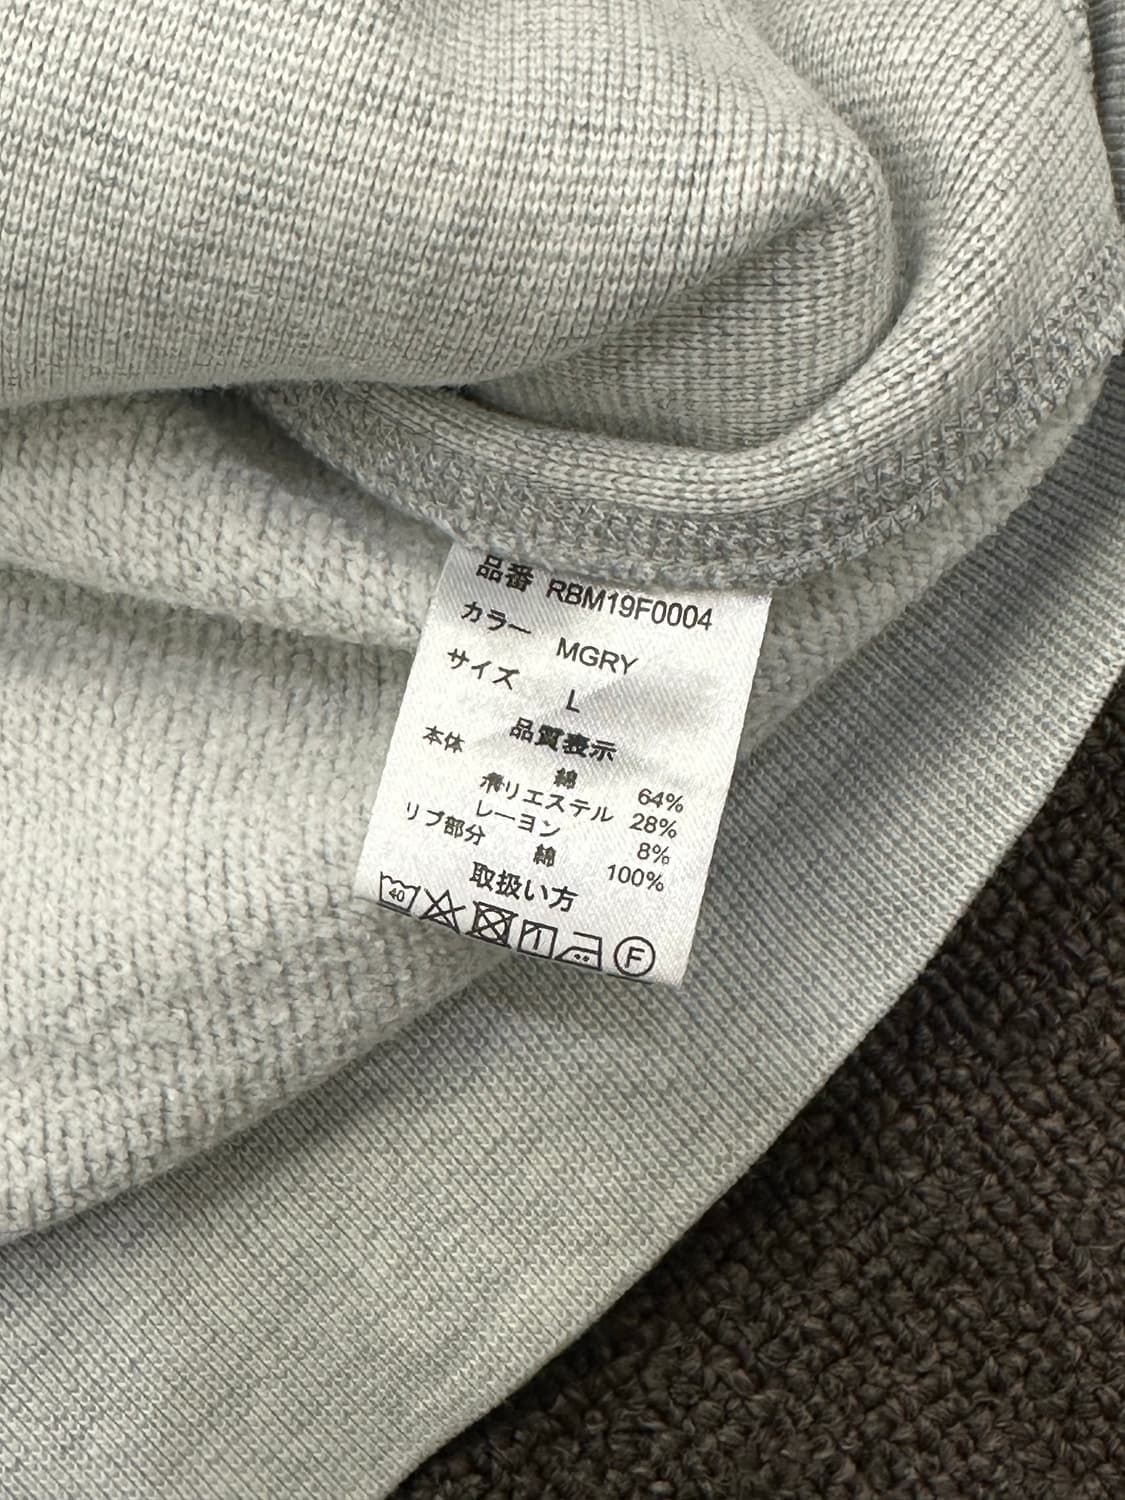 品番 RBM19F0004
カラー MGRY
サイズ L
品質表示
本体
綿 64%
ポリエステル 28%
レーヨン 8%
リブ部分
綿 100%
取扱い方
40 F